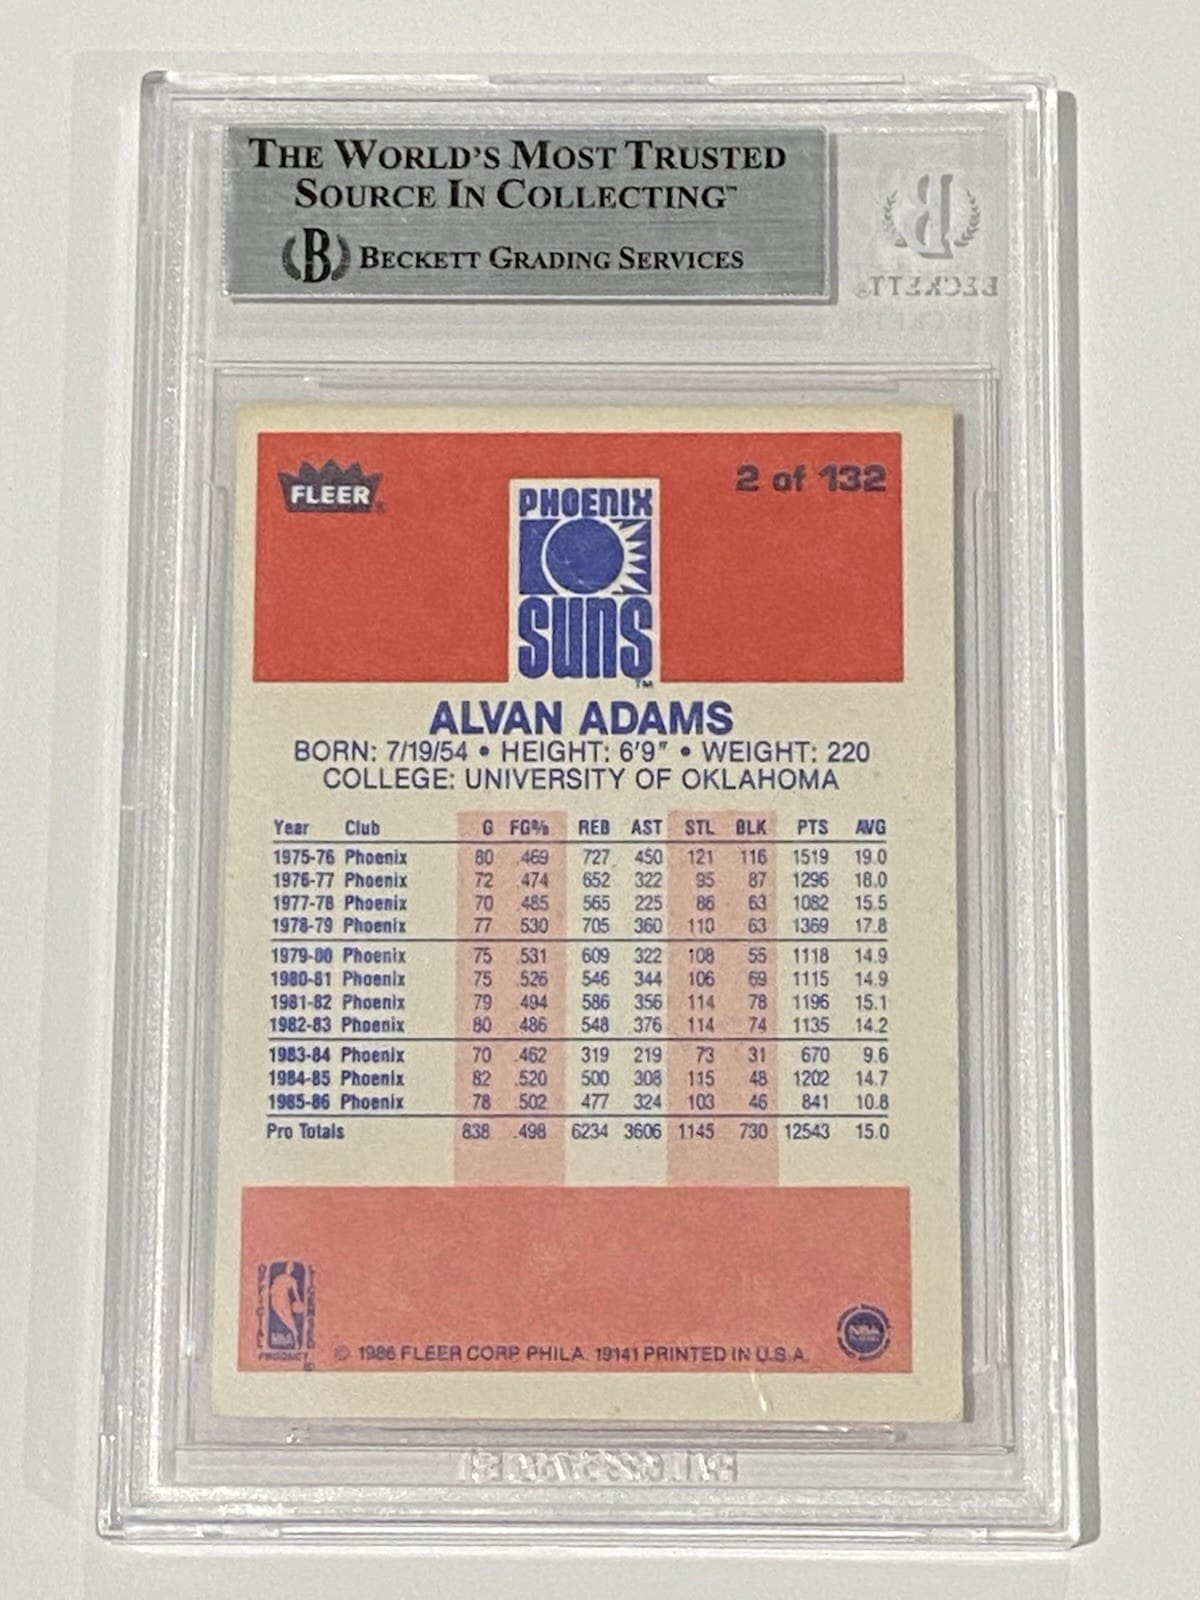 THE WORLD'S MOST TRUSTED
SOURCE IN COLLECTING™
B BECKETT GRADING SERVICES
B
BECKETT®
FLEER®
2 of 132
PHOENIX
SUNS
TM
ALVAN ADAMS
BORN: 7/19/54 • HEIGHT: 6'9" • WEIGHT: 220
COLLEGE: UNIVERSITY OF OKLAHOMA
Year Club G FG% REB AST STL BLK PTS AVG
1975-76 Phoenix 80 .469 727 450 121 116 1519 19.0
1976-77 Phoenix 72 .474 652 322 95 87 1296 18.0
1977-78 Phoenix 70 .485 565 225 86 63 1082 15.5
1978-79 Phoenix 77 .530 705 360 110 63 1369 17.8
1979-80 Phoenix 75 .531 609 322 108 55 1118 14.9
1980-81 Phoenix 75 .526 546 344 106 69 1115 14.9
1981-82 Phoenix 79 .494 586 356 114 78 1196 15.1
1982-83 Phoenix 80 .486 548 376 114 74 1135 14.2
1983-84 Phoenix 70 .462 319 219 73 31 670 9.6
1984-85 Phoenix 82 .520 500 308 115 48 1202 14.7
1985-86 Phoenix 78 .502 477 324 103 46 841 10.8
Pro Totals 838 .498 6234 3606 1145 730 12543 15.0
OFFICIAL LICENSED
NBA
PRODUCT
© 1986 FLEER CORP. PHILA. 19141 PRINTED IN U.S.A.
NBA